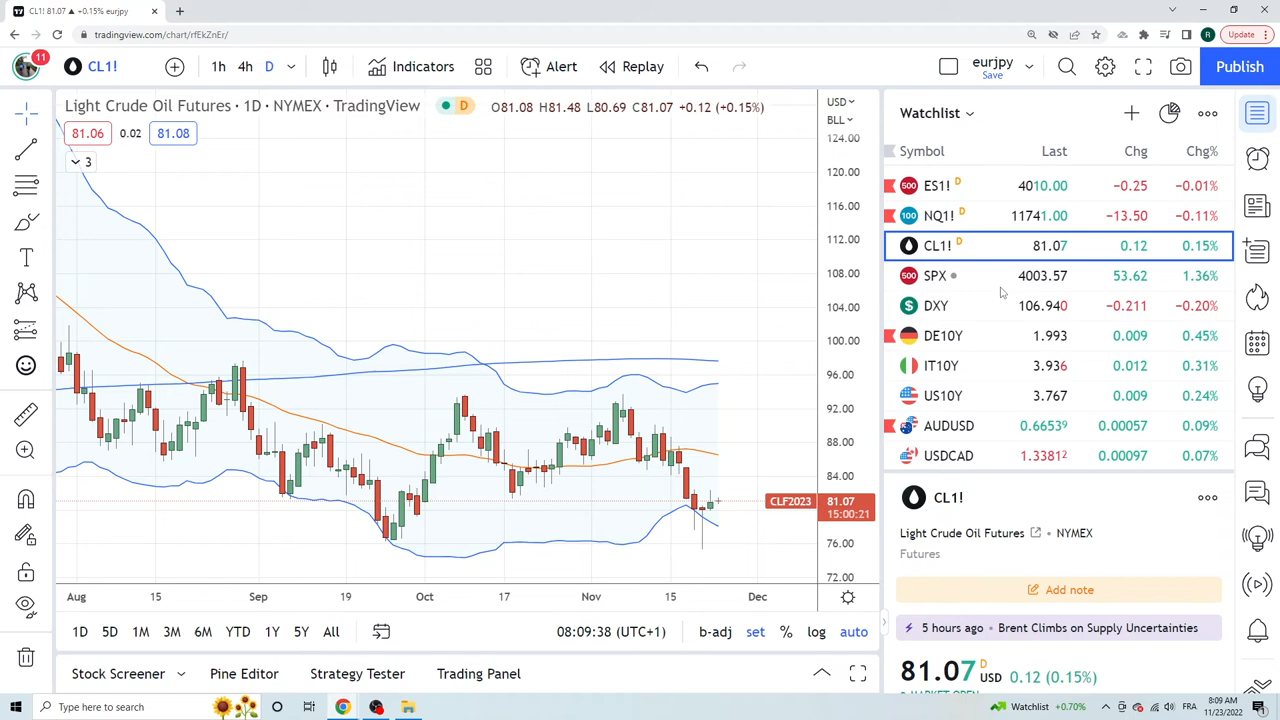 CL1! 81.07 ▲ +0.15% eurjpy
tradingview.com/chart/rfEkZnEr/
R
Update
11
CL1!
1h 4h D
Indicators
Alert
Replay
eurjpy
Save
Publish
Light Crude Oil Futures · 1D · NYMEX · TradingView
D
O81.08 H81.48 L80.69 C81.07 +0.12 (+0.15%)
81.06 0.02 81.08
3
USD
BLL
124.00
120.00
116.00
112.00
108.00
104.00
100.00
96.00
92.00
88.00
84.00
CLF2023 81.07
15:00:21
76.00
72.00
Aug 15 Sep 19 Oct 17 Nov 15 Dec
1D 5D 1M 3M 6M YTD 1Y 5Y All
08:09:38 (UTC+1)
b-adj set % log auto
Stock Screener
Pine Editor
Strategy Tester
Trading Panel
Watchlist
Symbol Last Chg Chg%
500 ES1! D 4010.00 −0.25 −0.01%
100 NQ1! D 11741.00 −13.50 −0.11%
CL1! D 81.07 0.12 0.15%
500 SPX 4003.57 53.62 1.36%
DXY 106.940 −0.211 −0.20%
DE10Y 1.993 0.009 0.45%
IT10Y 3.936 0.012 0.31%
US10Y 3.767 0.009 0.24%
AUDUSD 0.66539 0.00057 0.09%
USDCAD 1.33812 0.00097 0.07%
CL1!
Light Crude Oil Futures • NYMEX
Futures
Add note
5 hours ago • Brent Climbs on Supply Uncertainties
81.07 D USD 0.12 (0.15%)
Type here to search
Watchlist +0.70%
FRA
8:09 AM
11/23/2022